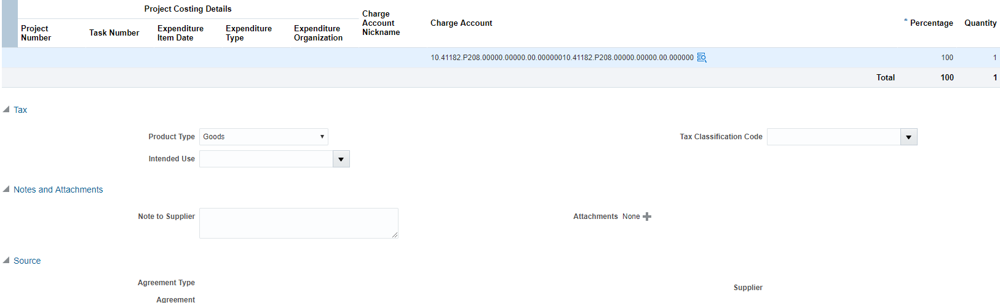 Project Costing Details
Project Number
Task Number
Expenditure Item Date
Expenditure Type
Expenditure Organization
Charge Account Nickname
Charge Account
* Percentage
Quantity
10.41182.P208.00000.00000.00.00000010.41182.P208.00000.00000.00.000000
100
1
Total 100 1
Tax
Product Type Goods
Tax Classification Code
Intended Use
Notes and Attachments
Note to Supplier
Attachments None
Source
Agreement Type
Supplier
Agreement